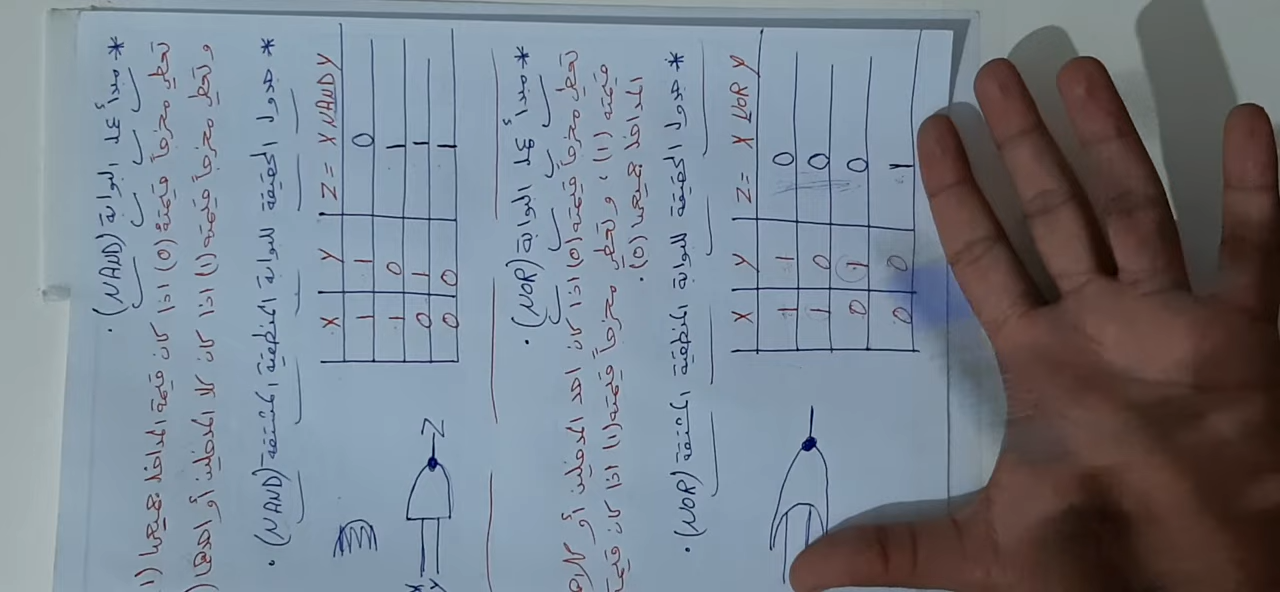 * مبدأ عمل البوابة (NAND) .
تعطي مخرجاً قيمته (0) اذا كان قيمة المداخل جميعها (1
وتعطي مخرجاً قيمته (1) اذا كان كلا المدخلين أو احدهما (
* جدول الحقيقة للبوابة المنطقية المشتقة (NAND) .
X Y Z = X NAND Y
1 1 0
1 0 1
0 1 1
0 0 1
X
Y
Z
* مبدأ عمل البوابة (NOR) .
تعطي مخرجاً قيمته (0) اذا كان احد المدخلين أو
قيمته (1) ، وتعطي مخرجاً قيمته (1) اذا كان قيمة
المداخل جميعها (0) .
* جدول الحقيقة للبوابة المنطقية المشتقة (NOR) .
X Y Z = X NOR Y
1 1 0
1 0 0
0 1 0
0 0 1